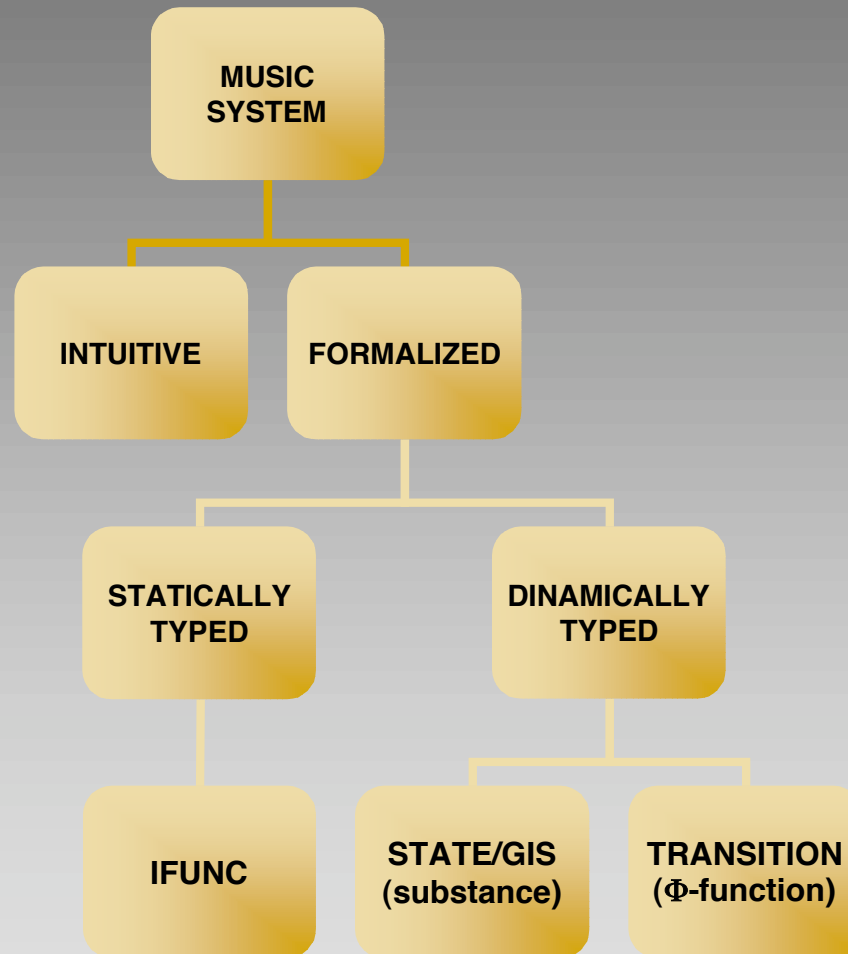 MUSIC
SYSTEM
INTUITIVE
FORMALIZED
STATICALLY
TYPED
DINAMICALLY
TYPED
IFUNC
STATE/GIS
(substance)
TRANSITION
(Φ-function)